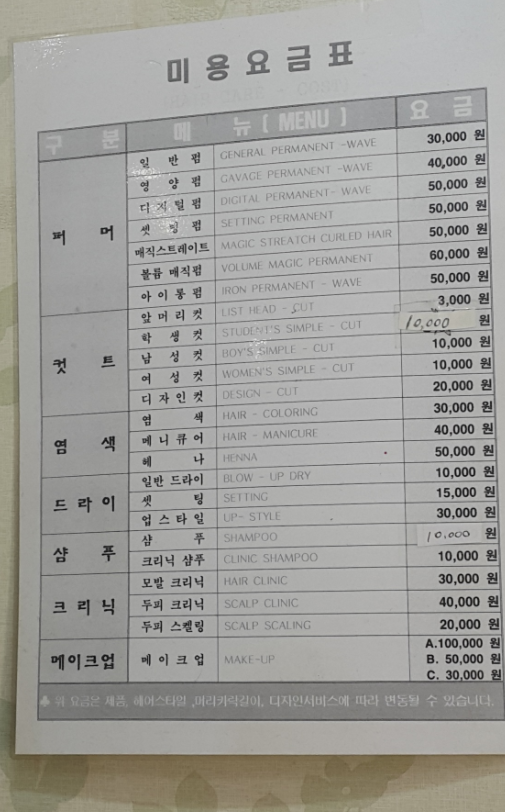 미용요금표
구 분 메 뉴 ( MENU ) 요 금
퍼 머
일 반 펌 GENERAL PERMANENT -WAVE 30,000 원
영 양 펌 GAVAGE PERMANENT -WAVE 40,000 원
디 지 털 펌 DIGITAL PERMANENT- WAVE 50,000 원
셋 팅 펌 SETTING PERMANENT 50,000 원
매직스트레이트 MAGIC STREATCH CURLED HAIR 50,000 원
볼륨 매직펌 VOLUME MAGIC PERMANENT 60,000 원
아 이 롱 펌 IRON PERMANENT - WAVE 50,000 원
컷 트
앞 머 리 컷 LIST HEAD - CUT 3,000 원
학 생 컷 STUDENT'S SIMPLE - CUT 10,000 원
남 성 컷 BOY'S SIMPLE - CUT 10,000 원
여 성 컷 WOMEN'S SIMPLE - CUT 10,000 원
디 자 인 컷 DESIGN - CUT 20,000 원
염 색
염 색 HAIR - COLORING 30,000 원
메 니 큐 어 HAIR - MANICURE 40,000 원
헤 나 HENNA 50,000 원
드 라 이
일반 드라이 BLOW - UP DRY 10,000 원
셋 팅 SETTING 15,000 원
업 스 타 일 UP- STYLE 30,000 원
샴 푸
샴 푸 SHAMPOO 10,000 원
크리닉 샴푸 CLINIC SHAMPOO 10,000 원
크 리 닉
모발 크리닉 HAIR CLINIC 30,000 원
두피 크리닉 SCALP CLINIC 40,000 원
두피 스켈링 SCALP SCALING 20,000 원
메이크업
메 이 크 업 MAKE-UP A.100,000 원
B. 50,000 원
C. 30,000 원
♣ 위 요금은 제품, 헤어스타일 ,머리카락길이, 디자인서비스에 따라 변동될 수 있습니다.